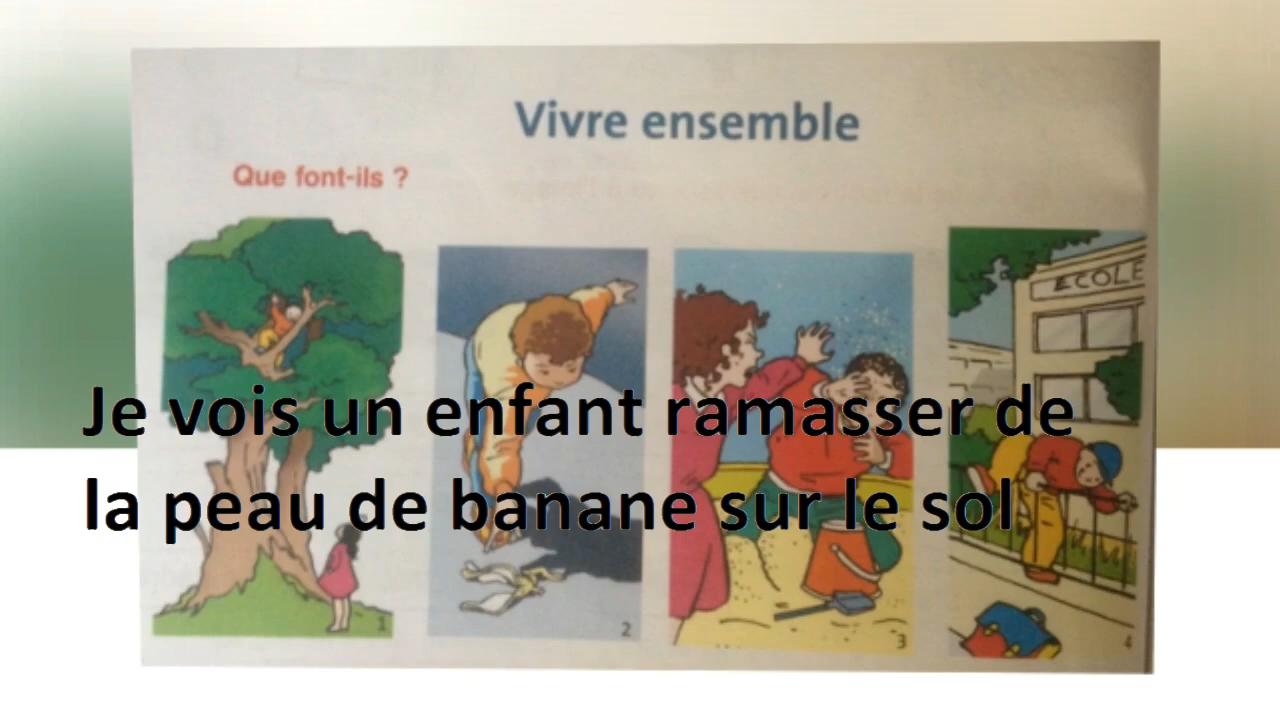 Vivre ensemble
Que font-ils ?
ECOLE
Je vois un enfant ramasser de
la peau de banane sur le sol
1
2
3
4